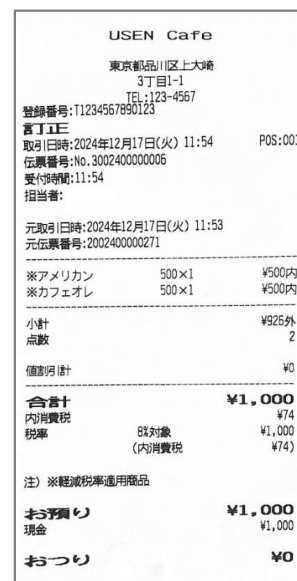 USEN Cafe
東京都品川区上大崎
3丁目1-1
TEL:123-4567
登録番号:T1234567890123
訂正
取引日時:2024年12月17日(火) 11:54 POS:001
伝票番号:No.3002400000006
受付時間:11:54
担当者:
元取引日時:2024年12月17日(火) 11:53
元伝票番号:2002400000271
※アメリカン 500×1 ¥500内
※カフェオレ 500×1 ¥500内
小計 ¥926外
点数 2
値割引計 ¥0
合計 ¥1,000
内消費税 ¥74
税率 8%対象 ¥1,000
(内消費税 ¥74)
注) ※軽減税率適用商品
お預り ¥1,000
現金 ¥1,000
おつり ¥0